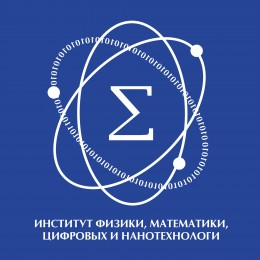 Σ
ИНСТИТУТ ФИЗИКИ, МАТЕМАТИКИ,
ЦИФРОВЫХ И НАНОТЕХНОЛОГИ